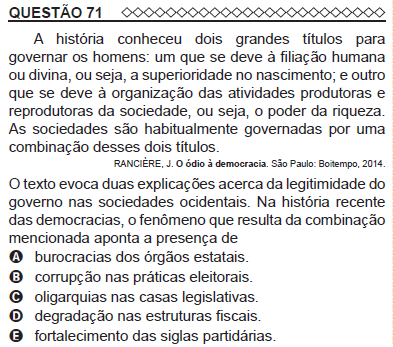 QUESTÃO 71
A história conheceu dois grandes títulos para
governar os homens: um que se deve à filiação humana
ou divina, ou seja, a superioridade no nascimento; e outro
que se deve à organização das atividades produtoras e
reprodutoras da sociedade, ou seja, o poder da riqueza.
As sociedades são habitualmente governadas por uma
combinação desses dois títulos.
RANCIÈRE, J. O ódio à democracia. São Paulo: Boitempo, 2014.
O texto evoca duas explicações acerca da legitimidade do
governo nas sociedades ocidentais. Na história recente
das democracias, o fenômeno que resulta da combinação
mencionada aponta a presença de
A burocracias dos órgãos estatais.
B corrupção nas práticas eleitorais.
C oligarquias nas casas legislativas.
D degradação nas estruturas fiscais.
E fortalecimento das siglas partidárias.